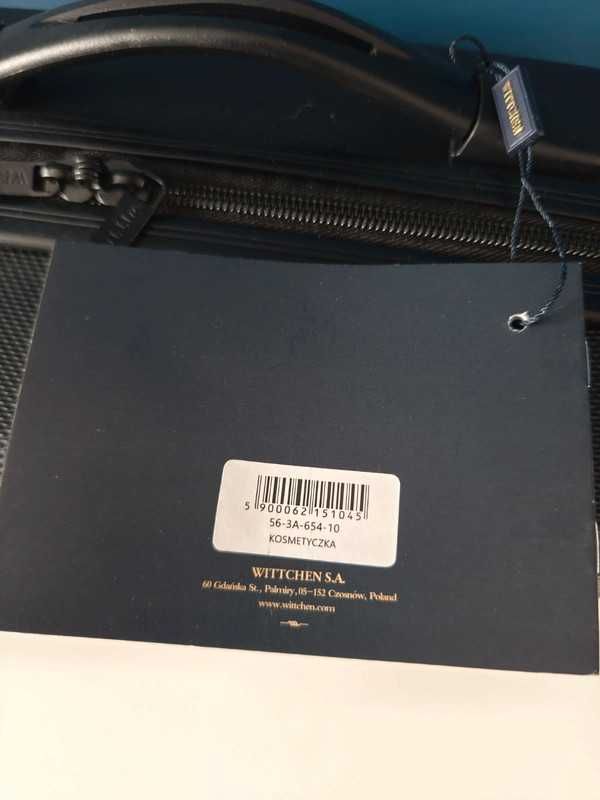 WITTCHEN
5 900062 151045
56-3A-654-10
KOSMETYCZKA
WITTCHEN S.A.
60 Gdańska St., Palmiry, 05-152 Czosnów, Poland
www.wittchen.com